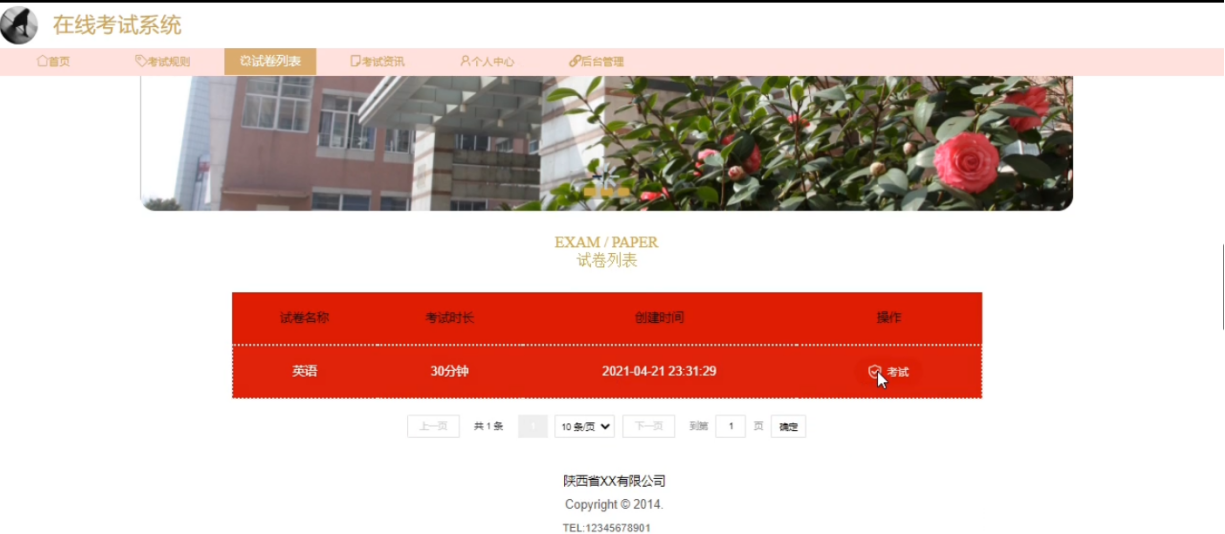 在线考试系统
首页 考试规则 试卷列表 考试资讯 个人中心 后台管理
EXAM / PAPER
试卷列表
试卷名称 考试时长 创建时间 操作
英语 30分钟 2021-04-21 23:31:29 考试
上一页 共 1 条 1 10 条/页 下一页 到第 1 页 确定
陕西省XX有限公司
Copyright © 2014.
TEL:12345678901